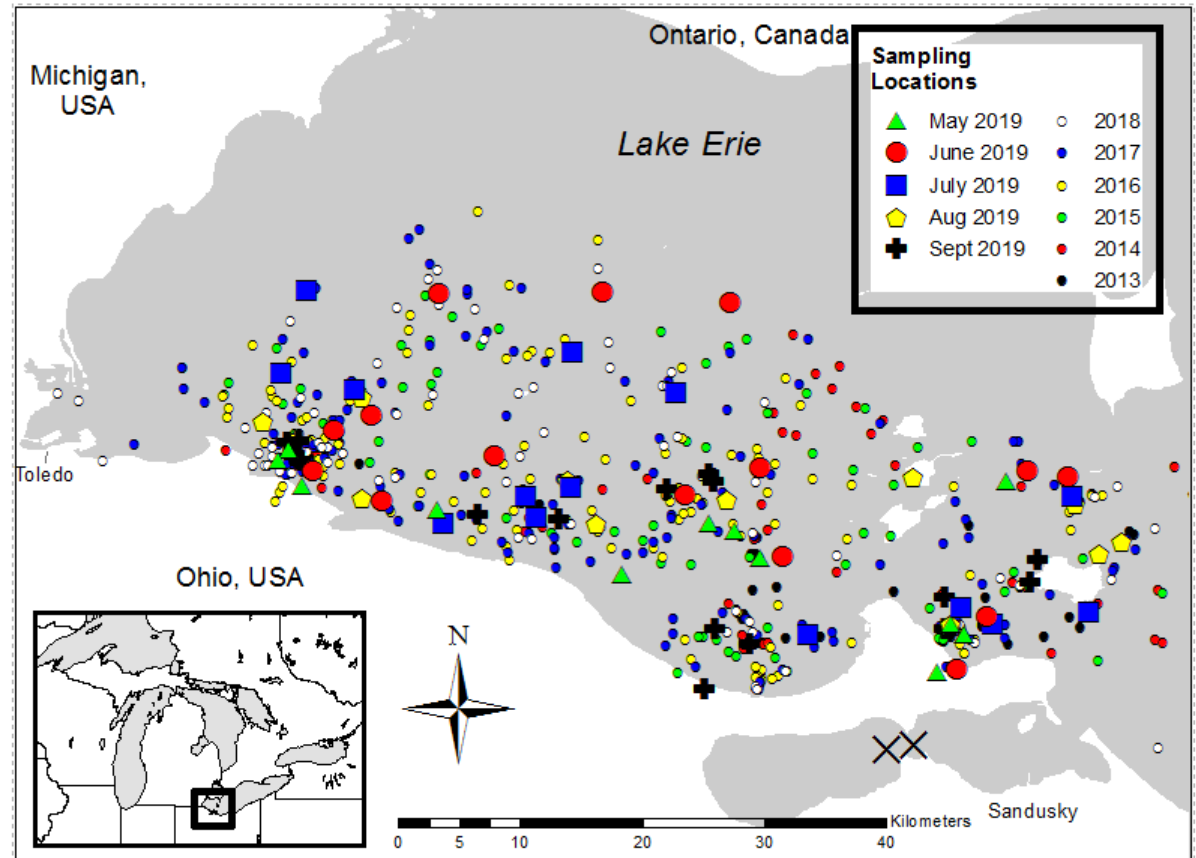 Ontario, Canada
Michigan,
USA
Lake Erie
Sampling
Locations
May 2019
June 2019
July 2019
Aug 2019
Sept 2019
2018
2017
2016
2015
2014
2013
Toledo
Ohio, USA
N
Sandusky
Kilometers
0 5 10 20 30 40